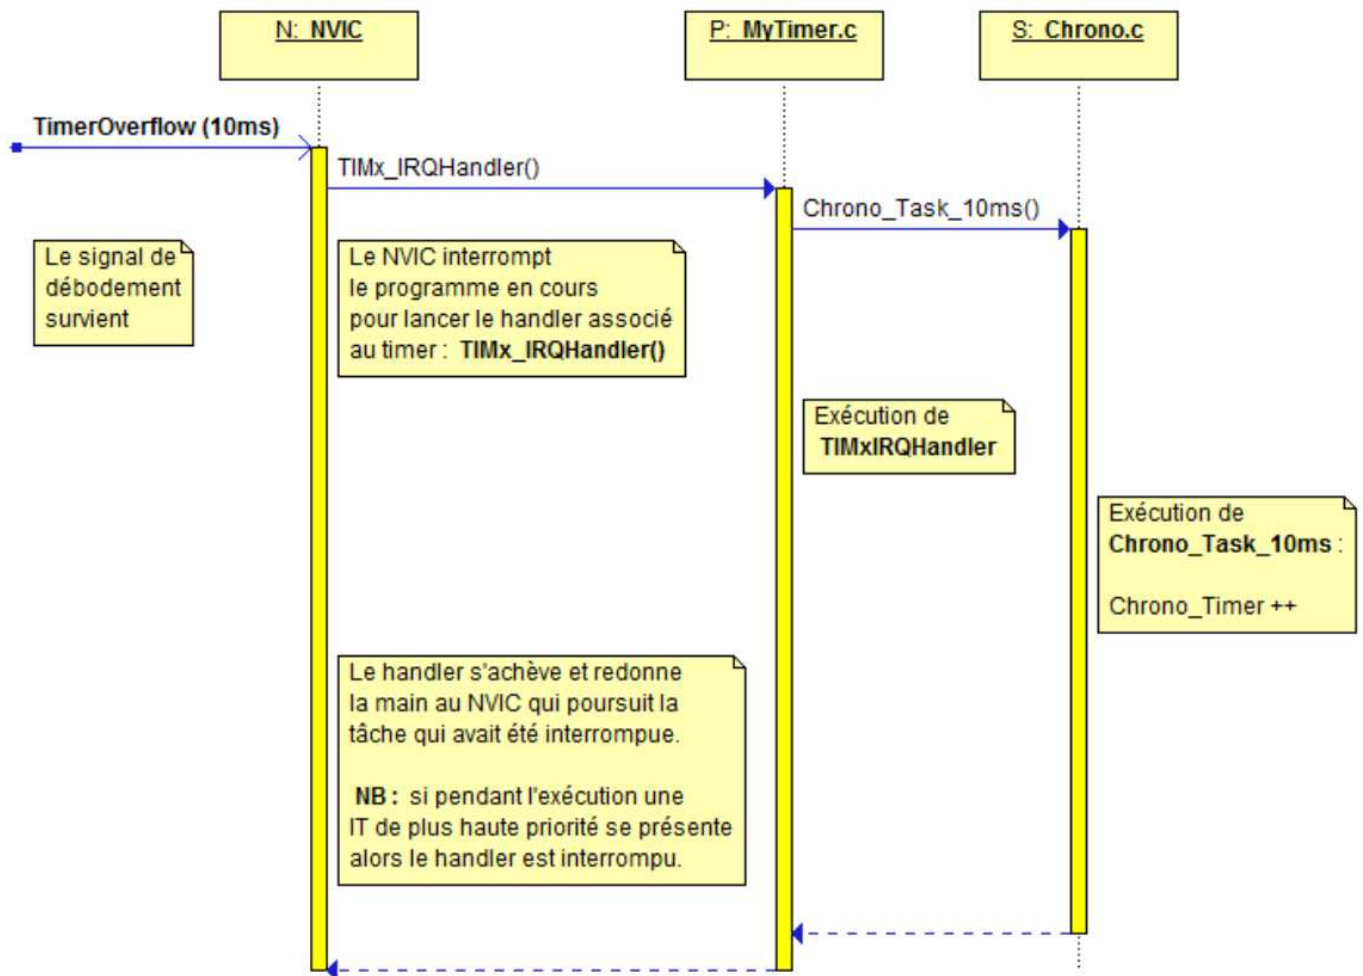 N: NVIC
P: MyTimer.c
S: Chrono.c
TimerOverflow (10ms)
TIMx_IRQHandler()
Chrono_Task_10ms()
Le signal de
débodement
survient
Le NVIC interrompt
le programme en cours
pour lancer le handler associé
au timer : TIMx_IRQHandler()
Exécution de
TIMxIRQHandler
Exécution de
Chrono_Task_10ms :
Chrono_Timer ++
Le handler s'achève et redonne
la main au NVIC qui poursuit la
tâche qui avait été interrompue.
NB : si pendant l'exécution une
IT de plus haute priorité se présente
alors le handler est interrompu.